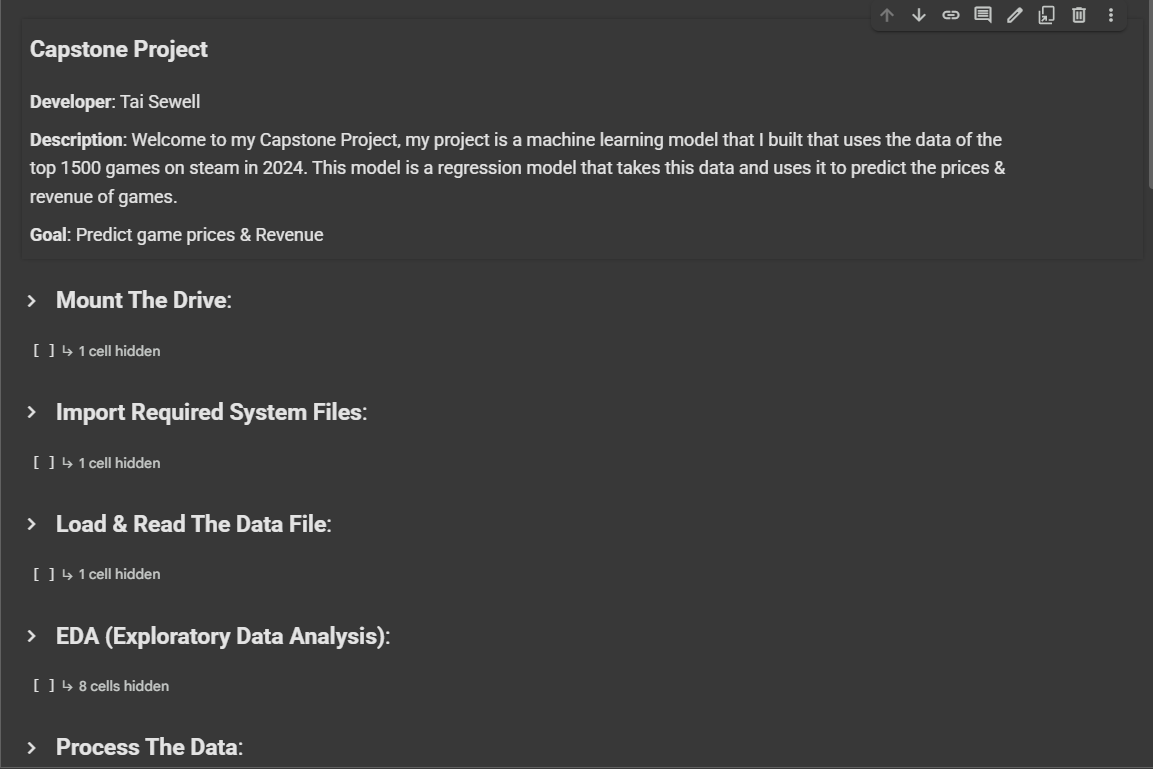 Capstone Project
Developer: Tai Sewell
Description: Welcome to my Capstone Project, my project is a machine learning model that I built that uses the data of the
top 1500 games on steam in 2024. This model is a regression model that takes this data and uses it to predict the prices &
revenue of games.
Goal: Predict game prices & Revenue
Mount The Drive:
[ ] ↳ 1 cell hidden
Import Required System Files:
[ ] ↳ 1 cell hidden
Load & Read The Data File:
[ ] ↳ 1 cell hidden
EDA (Exploratory Data Analysis):
[ ] ↳ 8 cells hidden
Process The Data: